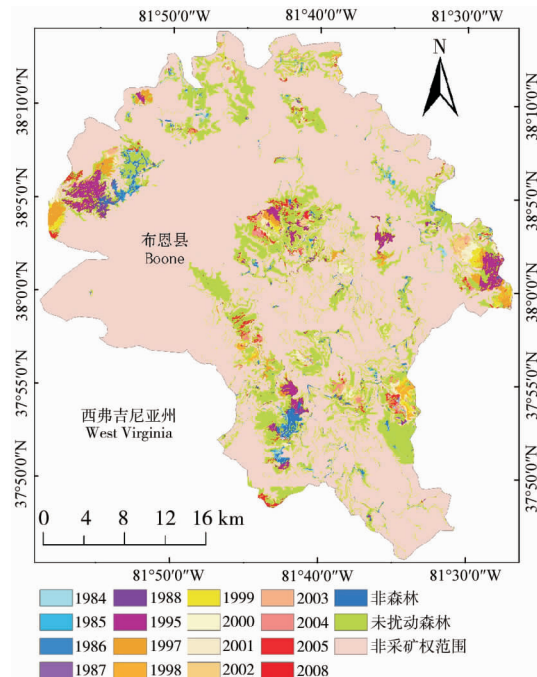 81°50′0″W 81°40′0″W 81°30′0″W
N
38°10′0″N 38°10′0″N
38°5′0″N 38°5′0″N
布恩县
Boone
38°0′0″N 38°0′0″N
37°55′0″N 37°55′0″N
西弗吉尼亚州
West Virginia
37°50′0″N 37°50′0″N
0 4 8 12 16 km
81°50′0″W 81°40′0″W 81°30′0″W
1984 1988 1999 2003 非森林
1985 1995 2000 2004 未扰动森林
1986 1997 2001 2005 非采矿权范围
1987 1998 2002 2008